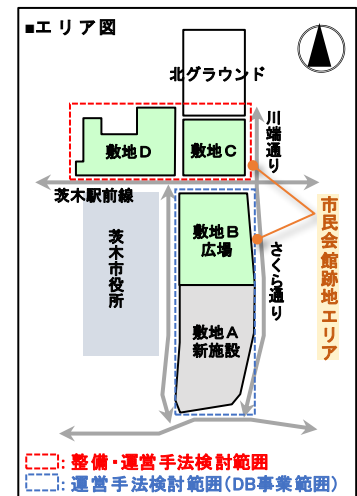 ■エリア図
北グラウンド
川端通り
敷地D
敷地C
茨木駅前線
市民会館跡地エリア
茨木市役所
敷地B
広場
さくら通り
敷地A
新施設
：整備・運営手法検討範囲
：運営手法検討範囲(DB事業範囲)